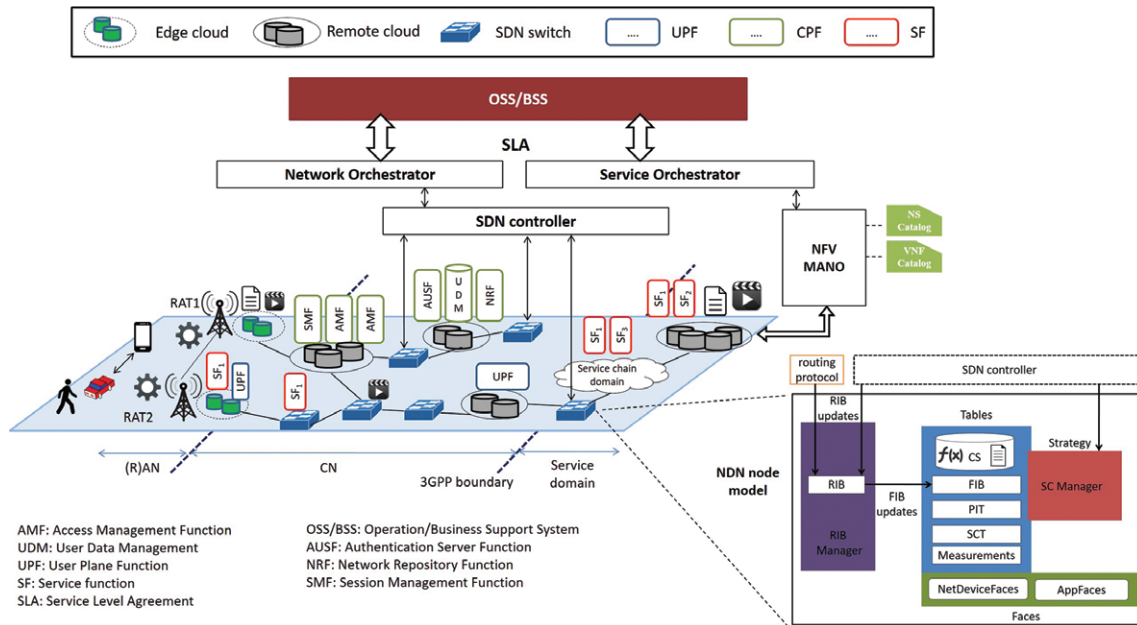 Edge cloud
Remote cloud
SDN switch
.... UPF
.... CPF
.... SF
OSS/BSS
SLA
Network Orchestrator
Service Orchestrator
SDN controller
NFV
MANO
NS
Catalog
VNF
Catalog
RAT1
SMF
AMF
AMF
AUSF
UDM
NRF
SF1
SF2
SF1
SF3
Service chain
domain
RAT2
SF1
UPF
SF1
UPF
(R)AN
CN
3GPP boundary
Service
domain
routing
protocol
SDN controller
RIB
updates
Tables
Strategy
NDN node
model
f(x) CS
RIB
FIB
updates
FIB
PIT
SCT
Measurements
SC Manager
RIB
Manager
NetDeviceFaces
AppFaces
Faces
AMF: Access Management Function
UDM: User Data Management
UPF: User Plane Function
SF: Service function
SLA: Service Level Agreement
OSS/BSS: Operation/Business Support System
AUSF: Authentication Server Function
NRF: Network Repository Function
SMF: Session Management Function